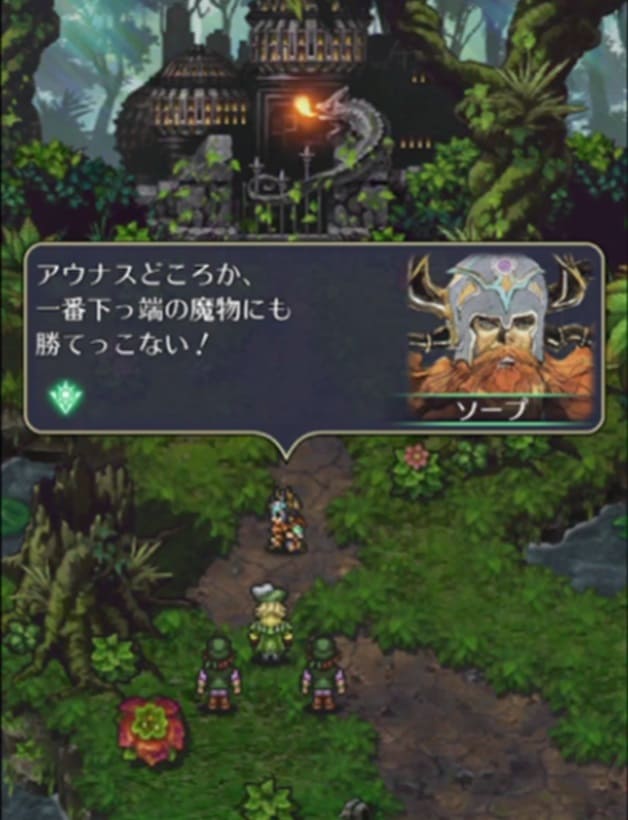 アウナスどころか、
一番下っ端の魔物にも
勝てっこない！
ソープ